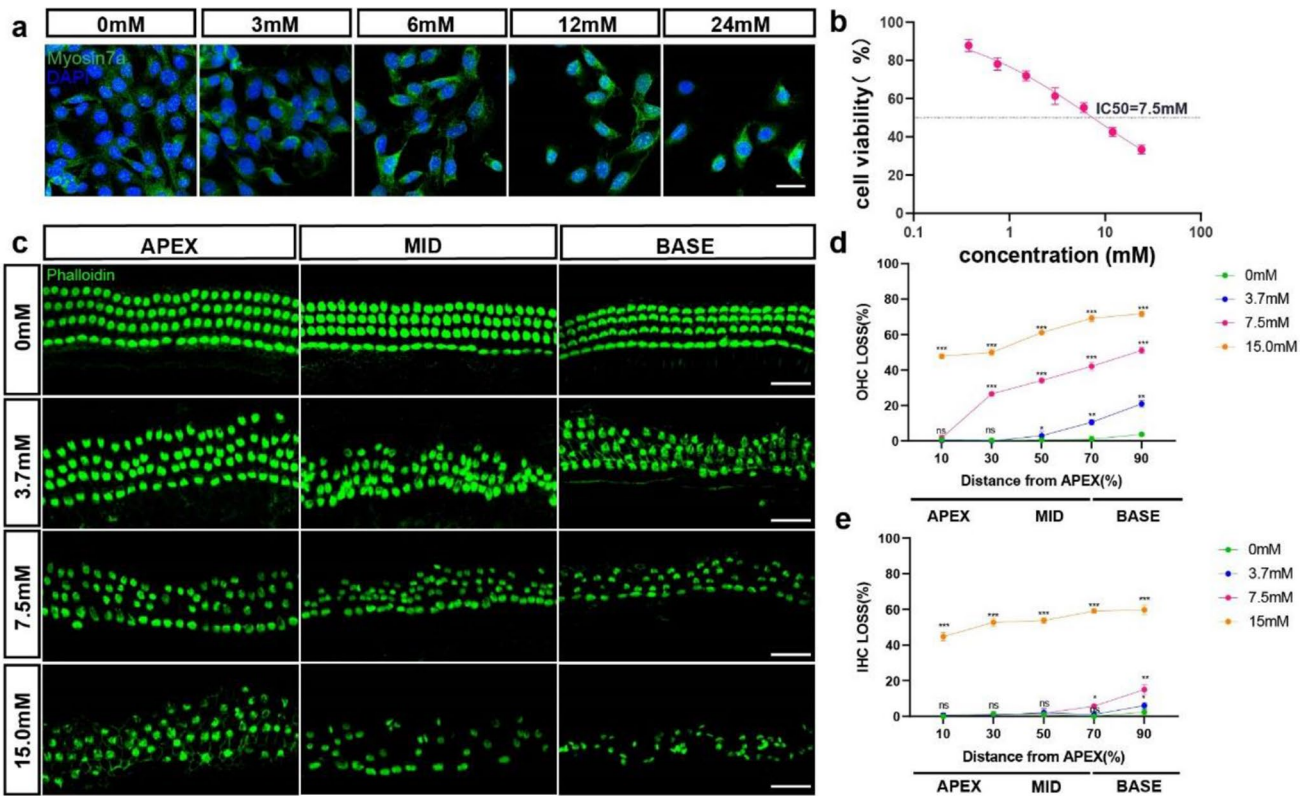 a
0mM 3mM 6mM 12mM 24mM
Myosin7a
DAPI
b
cell viability( %)
100
80
60
40
20
0
IC50=7.5mM
0.1 1 10 100
concentration (mM)
c
APEX MID BASE
Phalloidin
0mM
3.7mM
7.5mM
15.0mM
d
OHC LOSS(%)
100
80
60
40
20
0
*** *** *** *** ***
*** *** *** ***
ns ns * ** **
10 30 50 70 90
Distance from APEX(%)
APEX MID BASE
0mM
3.7mM
7.5mM
15.0mM
e
IHC LOSS(%)
100
80
60
40
20
0
*** *** *** *** ***
ns ns ns * **
ns *
10 30 50 70 90
Distance from APEX(%)
APEX MID BASE
0mM
3.7mM
7.5mM
15mM